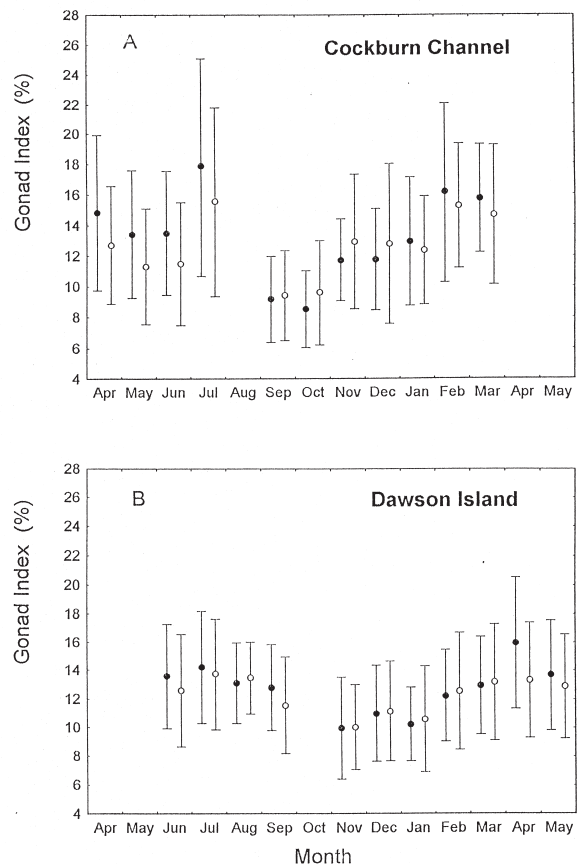 28
26
24
22
20
18
16
14
12
10
8
6
4
Gonad Index (%)
A
Cockburn Channel
Apr May Jun Jul Aug Sep Oct Nov Dec Jan Feb Mar Apr May
28
26
24
22
20
18
16
14
12
10
8
6
4
Gonad Index (%)
B
Dawson Island
Apr May Jun Jul Aug Sep Oct Nov Dec Jan Feb Mar Apr May
Month